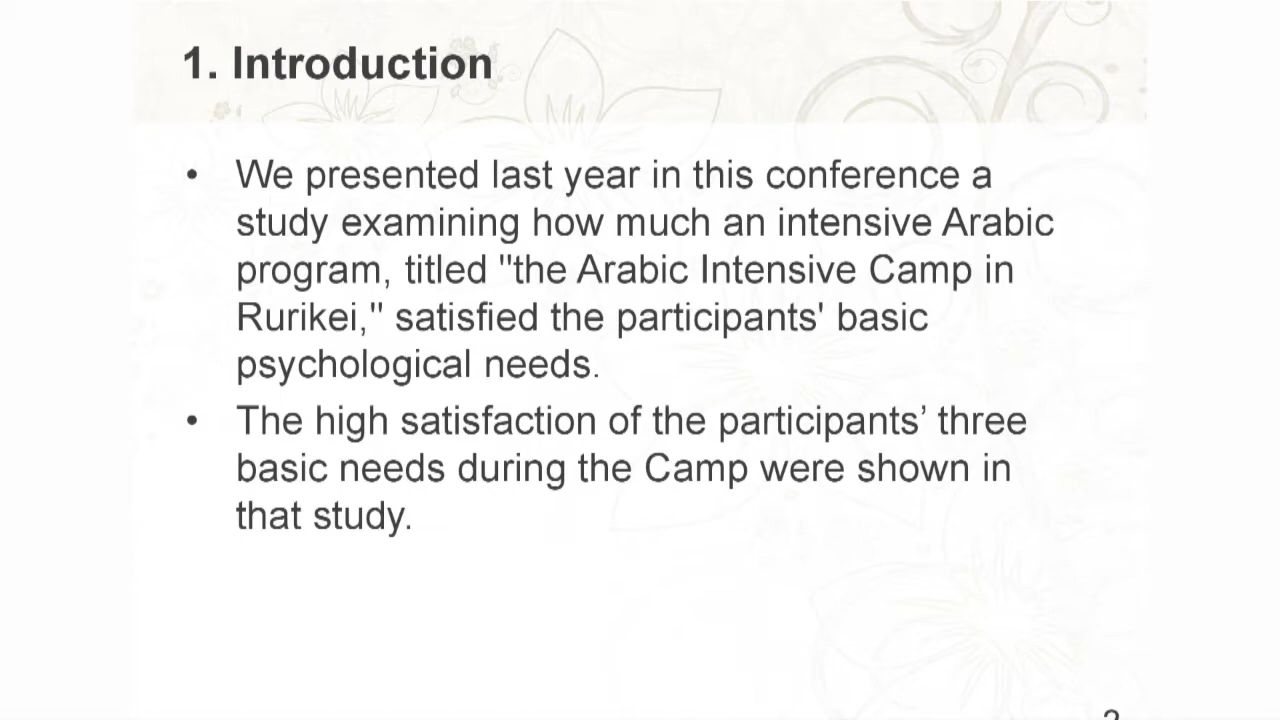 1. Introduction
• We presented last year in this conference a
study examining how much an intensive Arabic
program, titled "the Arabic Intensive Camp in
Rurikei," satisfied the participants' basic
psychological needs.
• The high satisfaction of the participants’ three
basic needs during the Camp were shown in
that study.